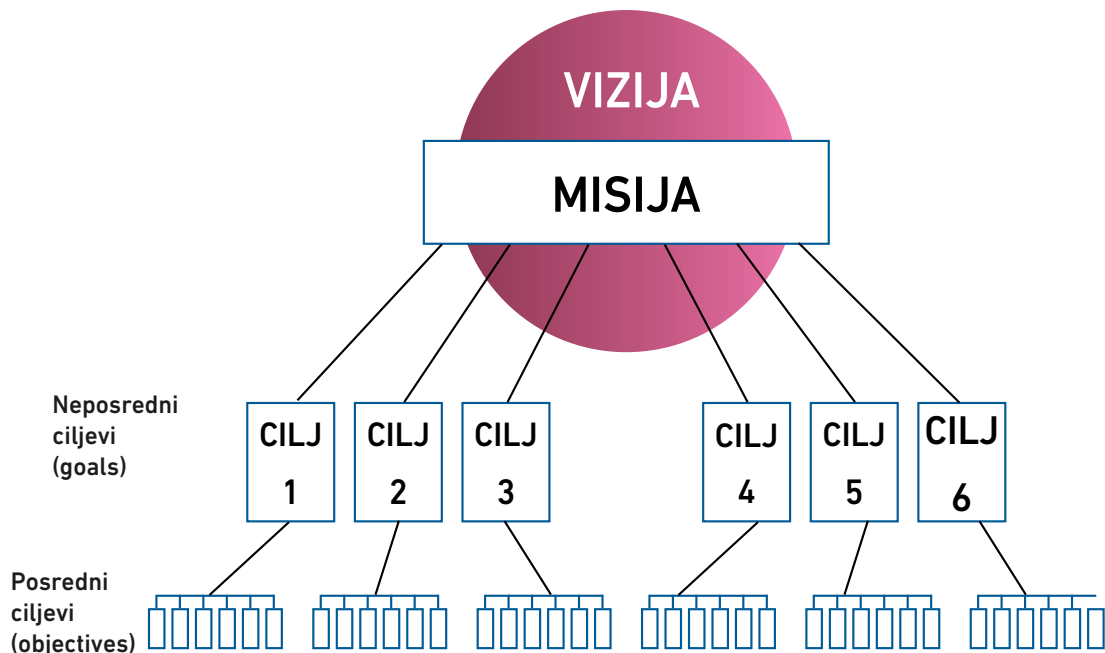 VIZIJA
MISIJA
Neposredni
ciljevi
(goals)
CILJ
1
CILJ
2
CILJ
3
CILJ
4
CILJ
5
CILJ
6
Posredni
ciljevi
(objectives)